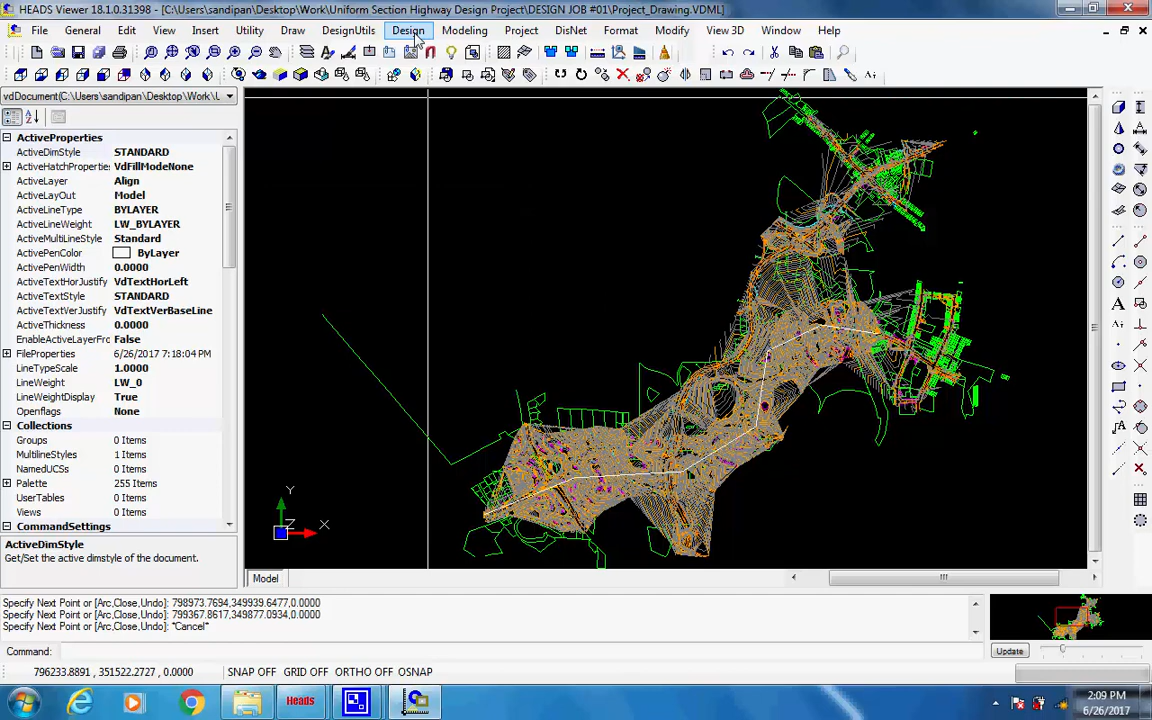 HEADS Viewer 18.1.0.31398 - [C:\Users\sandipan\Desktop\Work\Uniform Section Highway Design Project\DESIGN JOB #01\Project_Drawing.VDML]
File General Edit View Insert Utility Draw DesignUtils Design Modeling Project DisNet Format Modify View 3D Window Help
vdDocument(C:\Users\sandipan\Desktop\Work\U
ActiveProperties
ActiveDimStyle STANDARD
ActiveHatchProperties VdFillModeNone
ActiveLayer Align
ActiveLayOut Model
ActiveLineType BYLAYER
ActiveLineWeight LW_BYLAYER
ActiveMultiLineStyle Standard
ActivePenColor ByLayer
ActivePenWidth 0.0000
ActiveTextHorJustify VdTextHorLeft
ActiveTextStyle STANDARD
ActiveTextVerJustify VdTextVerBaseLine
ActiveThickness 0.0000
EnableActiveLayerFro False
FileProperties 6/26/2017 7:18:04 PM
LineTypeScale 1.0000
LineWeight LW_0
LineWeightDisplay True
Openflags None
Collections
Groups 0 Items
MultilineStyles 1 Items
NamedUCSs 0 Items
Palette 255 Items
UserTables 0 Items
Views 0 Items
CommandSettings
ActiveDimStyle
Get/Set the active dimstyle of the document.
Y
Z X
Model
Specify Next Point or [Arc,Close,Undo]: 798973.7694,349939.6477,0.0000
Specify Next Point or [Arc,Close,Undo]: 799367.8617,349877.0934,0.0000
Specify Next Point or [Arc,Close,Undo]: *Cancel*
Command:
Update
796233.8891 , 351522.2727 , 0.0000 SNAP OFF GRID OFF ORTHO OFF OSNAP
Heads
2:09 PM
6/26/2017